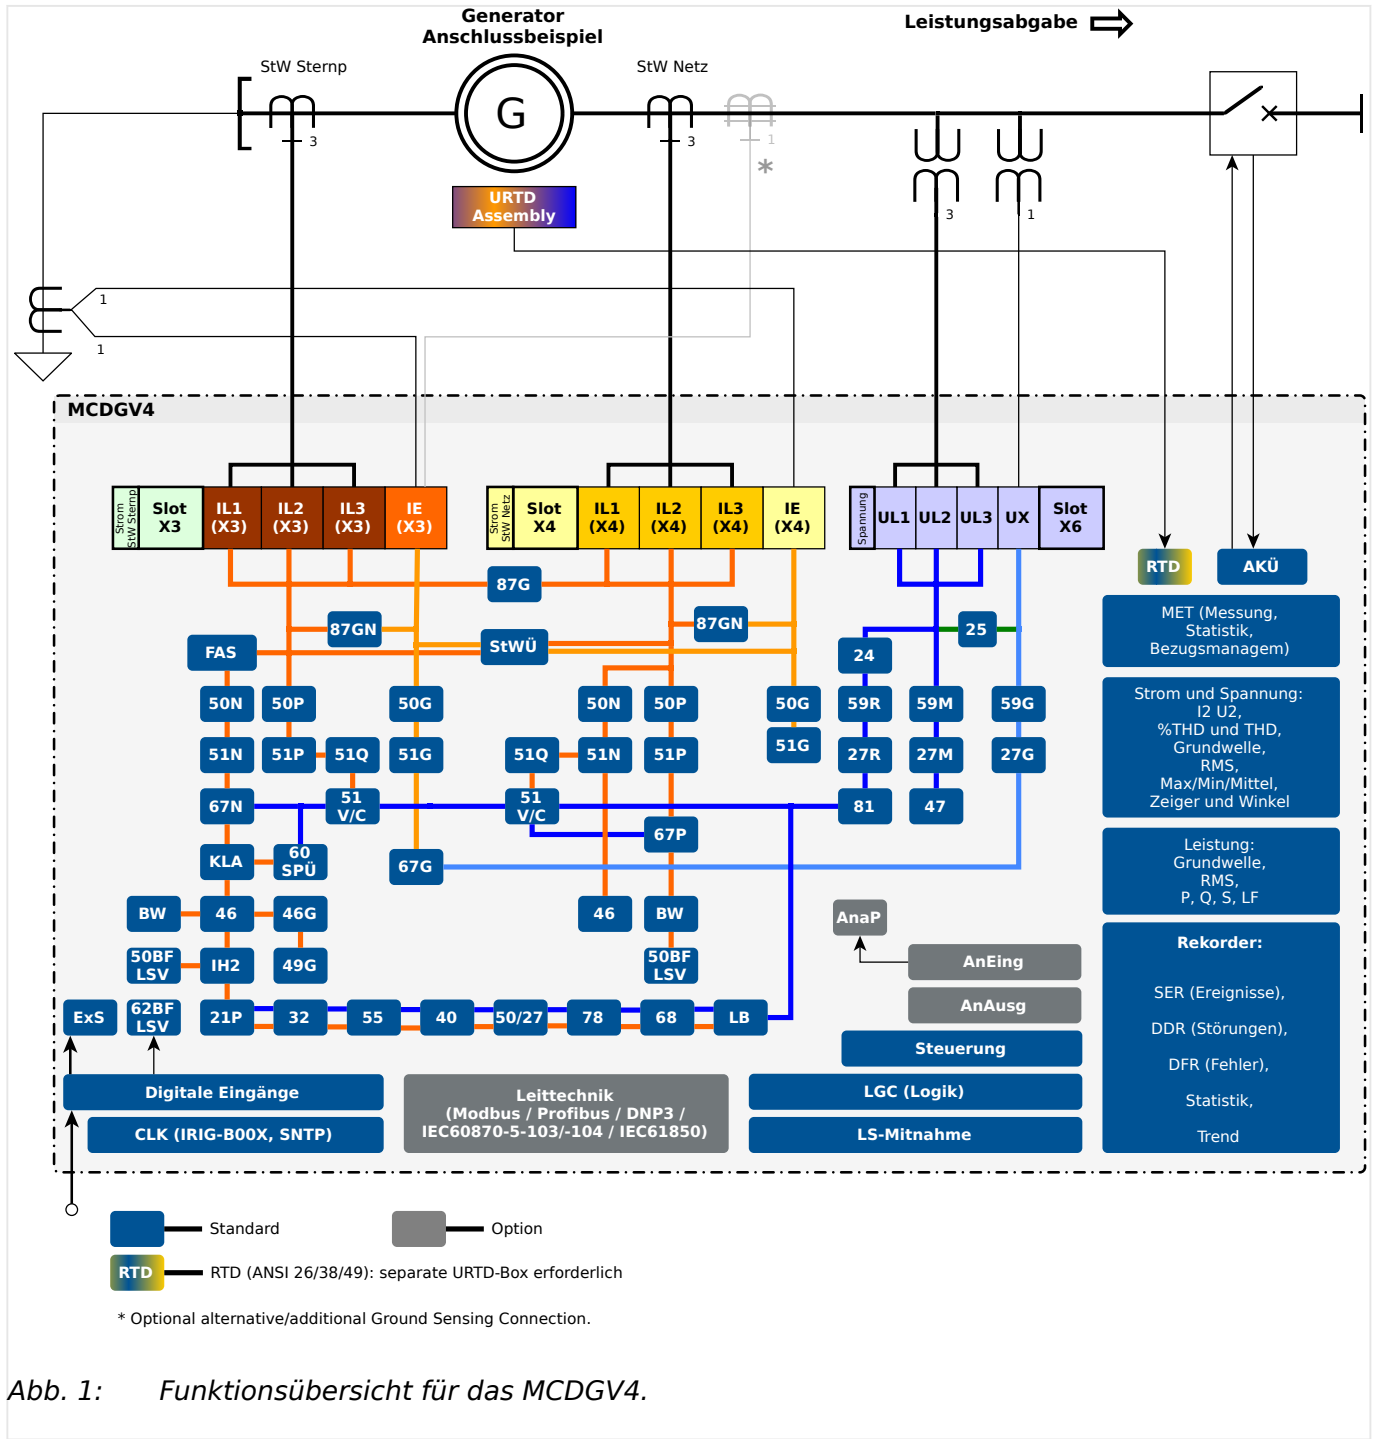 Generator
Anschlussbeispiel
Leistungsabgabe
StW Sternp
StW Netz
G
3
3
1
*
URTD
Assembly
3
1
1
1
MCDGV4
Strom
StW Sternp
Slot
X3
IL1
(X3)
IL2
(X3)
IL3
(X3)
IE
(X3)
Strom
StW Netz
Slot
X4
IL1
(X4)
IL2
(X4)
IL3
(X4)
IE
(X4)
Spannung
UL1
UL2
UL3
UX
Slot
X6
87G
RTD
AKÜ
87GN
StWÜ
87GN
25
FAS
24
MET (Messung,
Statistik,
Bezugsmanagem)
50N
50P
50G
50N
50P
50G
59R
59M
59G
51N
51P
51Q
51G
51Q
51N
51P
51G
27R
27M
27G
Strom und Spannung:
I2 U2,
%THD und THD,
Grundwelle,
RMS,
Max/Min/Mittel,
Zeiger und Winkel
67N
51
V/C
51
V/C
67P
81
47
KLA
60
SPÜ
67G
Leistung:
Grundwelle,
RMS,
P, Q, S, LF
BW
46
46G
46
BW
AnaP
50BF
LSV
IH2
49G
50BF
LSV
AnEing
AnAusg
Rekorder:
SER (Ereignisse),
DDR (Störungen),
DFR (Fehler),
Statistik,
Trend
ExS
62BF
LSV
21P
32
55
40
50/27
78
68
LB
Steuerung
Digitale Eingänge
CLK (IRIG-B00X, SNTP)
Leittechnik
(Modbus / Profibus / DNP3 /
IEC60870-5-103/-104 / IEC61850)
LGC (Logik)
LS-Mitnahme
Standard
Option
RTD
RTD (ANSI 26/38/49): separate URTD-Box erforderlich
* Optional alternative/additional Ground Sensing Connection.
Abb. 1: Funktionsübersicht für das MCDGV4.